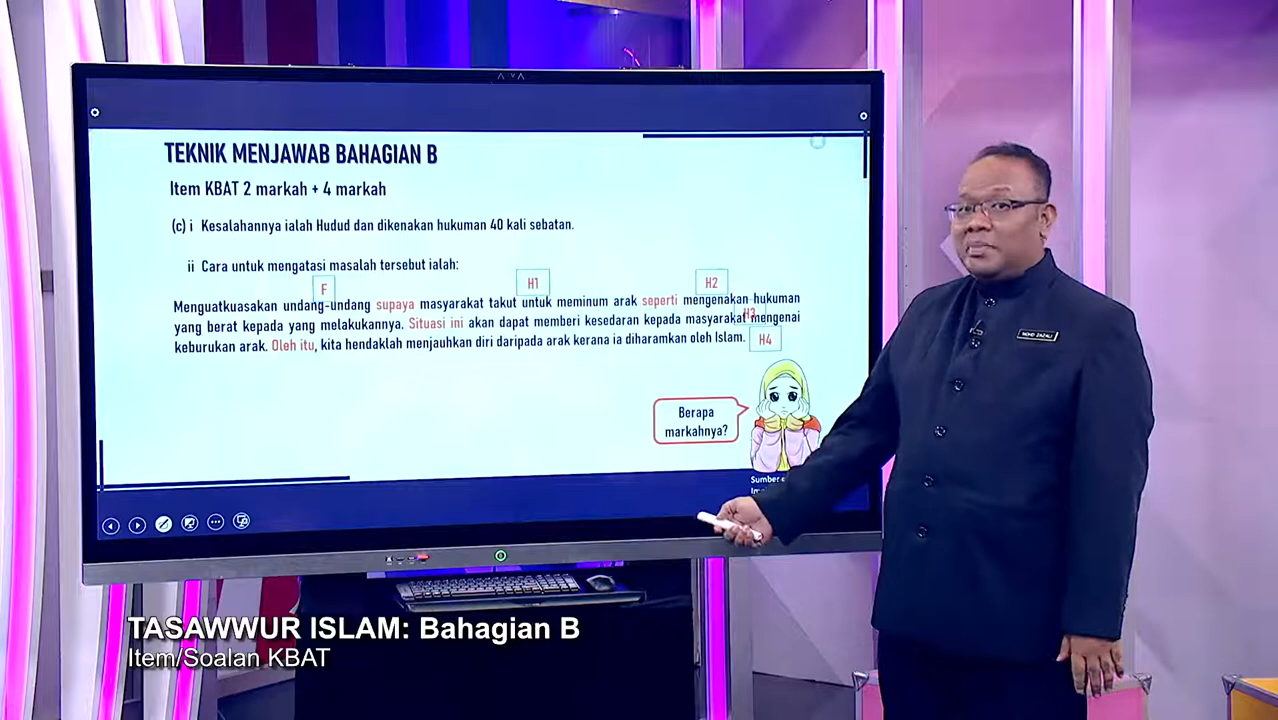 TEKNIK MENJAWAB BAHAGIAN B
Item KBAT 2 markah + 4 markah
(c) i Kesalahannya ialah Hudud dan dikenakan hukuman 40 kali sebatan.
ii Cara untuk mengatasi masalah tersebut ialah:
F H1 H2
Menguatkuasakan undang-undang supaya masyarakat takut untuk meminum arak seperti mengenakan hukuman
H3
yang berat kepada yang melakukannya. Situasi ini akan dapat memberi kesedaran kepada masyarakat mengenai
keburukan arak. Oleh itu, kita hendaklah menjauhkan diri daripada arak kerana ia diharamkan oleh Islam. H4
Berapa
markahnya?
Sumber
MOHD ZAZALI
TASAWWUR ISLAM: Bahagian B
Item/Soalan KBAT